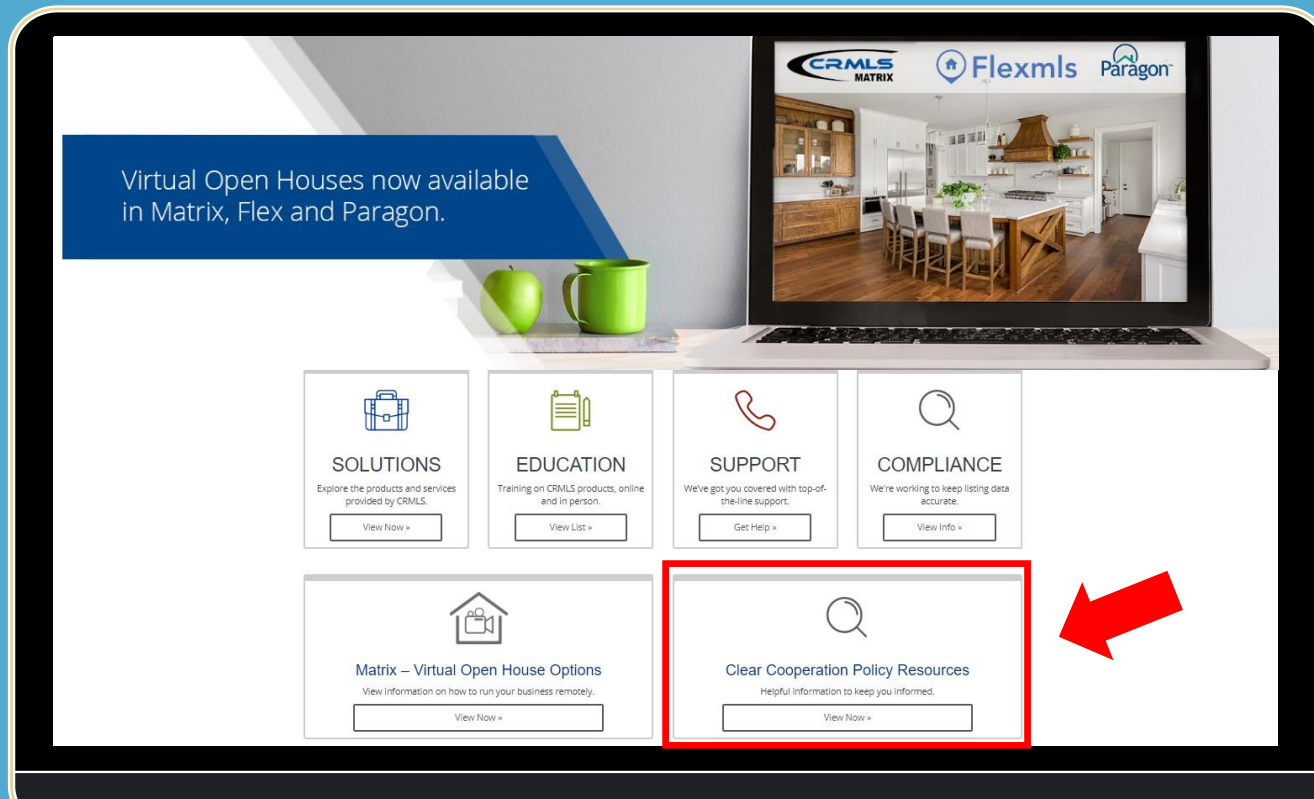 CRMLS
MATRIX
Flexmls
Paragon™
Virtual Open Houses now available
in Matrix, Flex and Paragon.
SOLUTIONS
Explore the products and services
provided by CRMLS.
View Now »
EDUCATION
Training on CRMLS products, online
and in person.
View List »
SUPPORT
We've got you covered with top-of-
the-line support.
Get Help »
COMPLIANCE
We're working to keep listing data
accurate.
View Info »
Matrix – Virtual Open House Options
View information on how to run your business remotely.
View Now »
Clear Cooperation Policy Resources
Helpful information to keep you informed.
View Now »